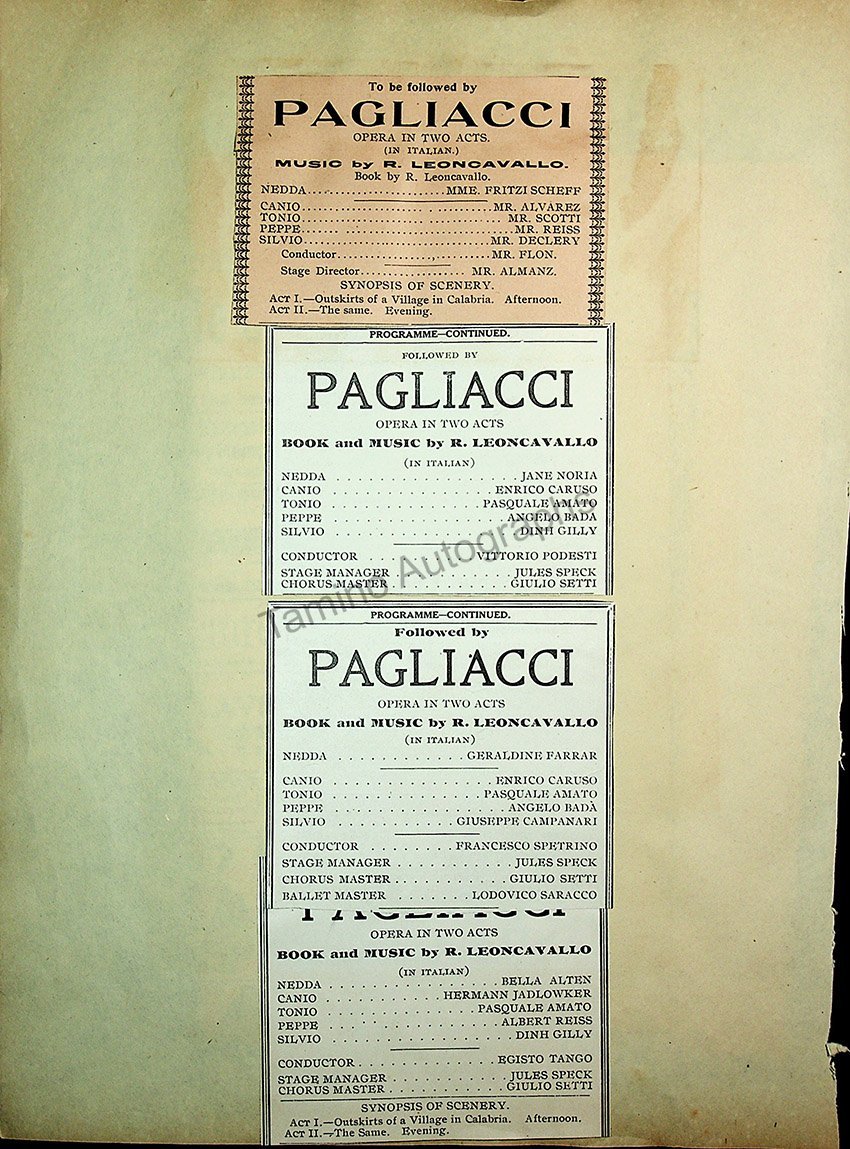 To be followed by
PAGLIACCI
OPERA IN TWO ACTS.
(IN ITALIAN.)
MUSIC by R. LEONCAVALLO.
Book by R. Leoncavallo.
NEDDA......................MME. FRITZI SCHEFF
CANIO..............................MR. ALVAREZ
TONIO................................MR. SCOTTI
PEPPE.................................MR. REISS
SILVIO..............................MR. DECLERY
Conductor..........................MR. FLON.
Stage Director.................. MR. ALMANZ.
SYNOPSIS OF SCENERY.
ACT I.—Outskirts of a Village in Calabria. Afternoon.
ACT II.—The same. Evening.
PROGRAMME—CONTINUED.
FOLLOWED BY
PAGLIACCI
OPERA IN TWO ACTS
BOOK and MUSIC by R. LEONCAVALLO
(IN ITALIAN)
NEDDA . . . . . . . . . . . . . . . . . . JANE NORIA
CANIO . . . . . . . . . . . . . . . ENRICO CARUSO
TONIO . . . . . . . . . . . . . . PASQUALE AMATO
PEPPE . . . . . . . . . . . . . . . . ANGELO BADÀ
SILVIO . . . . . . . . . . . . . . . . . DINH GILLY
CONDUCTOR . . . . . . . . . VITTORIO PODESTI
STAGE MANAGER . . . . . . . . . . . JULES SPECK
CHORUS MASTER . . . . . . . . . . . GIULIO SETTI
Tamino Autographs
PROGRAMME—CONTINUED.
Followed by
PAGLIACCI
OPERA IN TWO ACTS
BOOK and MUSIC by R. LEONCAVALLO
(IN ITALIAN)
NEDDA . . . . . . . . . . . . GERALDINE FARRAR
CANIO . . . . . . . . . . . . . . . ENRICO CARUSO
TONIO . . . . . . . . . . . . . . PASQUALE AMATO
PEPPE . . . . . . . . . . . . . . . . ANGELO BADÀ
SILVIO . . . . . . . . . . . GIUSEPPE CAMPANARI
CONDUCTOR . . . . . . . . FRANCESCO SPETRINO
STAGE MANAGER . . . . . . . . . . . JULES SPECK
CHORUS MASTER . . . . . . . . . . . GIULIO SETTI
BALLET MASTER . . . . . . . LODOVICO SARACCO
PAGLIACCI
OPERA IN TWO ACTS
BOOK and MUSIC by R. LEONCAVALLO
(IN ITALIAN)
NEDDA . . . . . . . . . . . . . . . . . BELLA ALTEN
CANIO . . . . . . . . . . . . HERMANN JADLOWKER
TONIO . . . . . . . . . . . . . . PASQUALE AMATO
PEPPE . . . . . . . . . . . . . . . . . ALBERT REISS
SILVIO . . . . . . . . . . . . . . . . . . DINH GILLY
CONDUCTOR . . . . . . . . . . . . . EGISTO TANGO
STAGE MANAGER . . . . . . . . . . . JULES SPECK
CHORUS MASTER . . . . . . . . . . . GIULIO SETTI
SYNOPSIS OF SCENERY.
ACT I.—Outskirts of a Village in Calabria. Afternoon.
ACT II.—The Same. Evening.